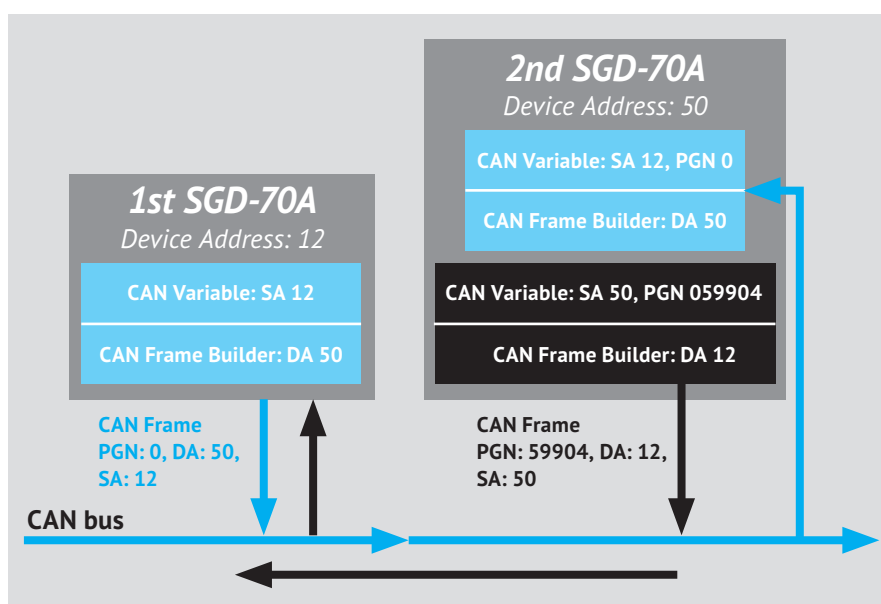 1st SGD-70A
Device Address: 12
CAN Variable: SA 12
CAN Frame Builder: DA 50
CAN Frame
PGN: 0, DA: 50,
SA: 12
2nd SGD-70A
Device Address: 50
CAN Variable: SA 12, PGN 0
CAN Frame Builder: DA 50
CAN Variable: SA 50, PGN 059904
CAN Frame Builder: DA 12
CAN Frame
PGN: 59904, DA: 12,
SA: 50
CAN bus